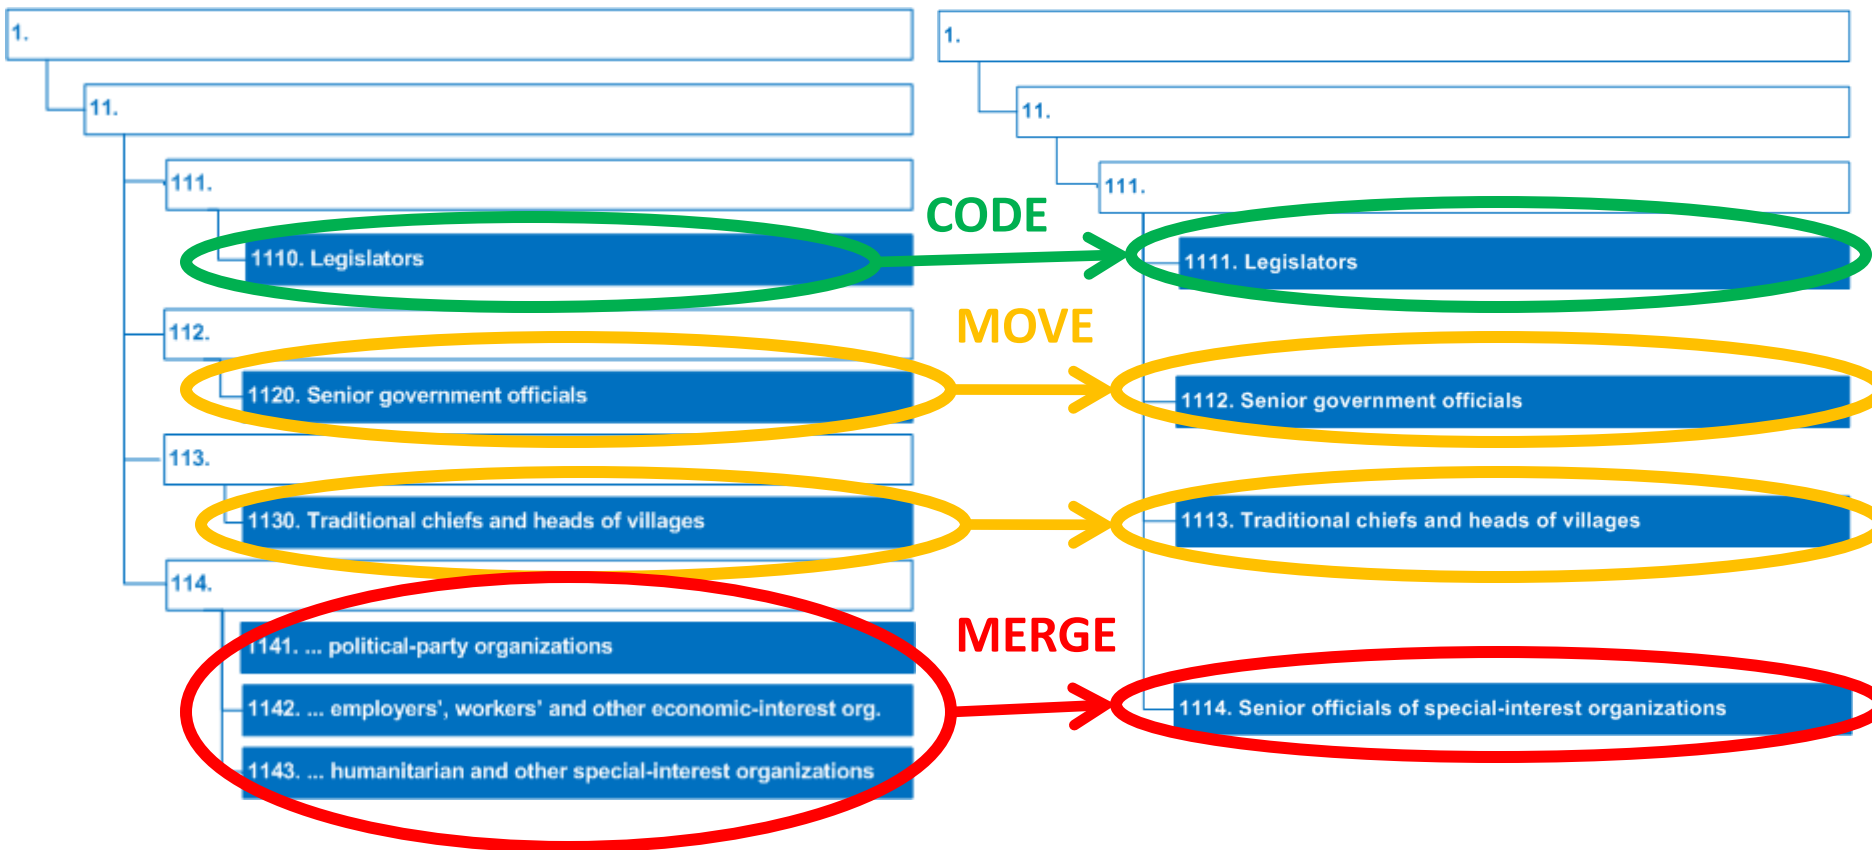 1.
11.
111.
1110. Legislators
112.
1120. Senior government officials
113.
1130. Traditional chiefs and heads of villages
114.
1141. ... political-party organizations
1142. ... employers', workers' and other economic-interest org.
1143. ... humanitarian and other special-interest organizations
CODE
MOVE
MERGE
1.
11.
111.
1111. Legislators
1112. Senior government officials
1113. Traditional chiefs and heads of villages
1114. Senior officials of special-interest organizations